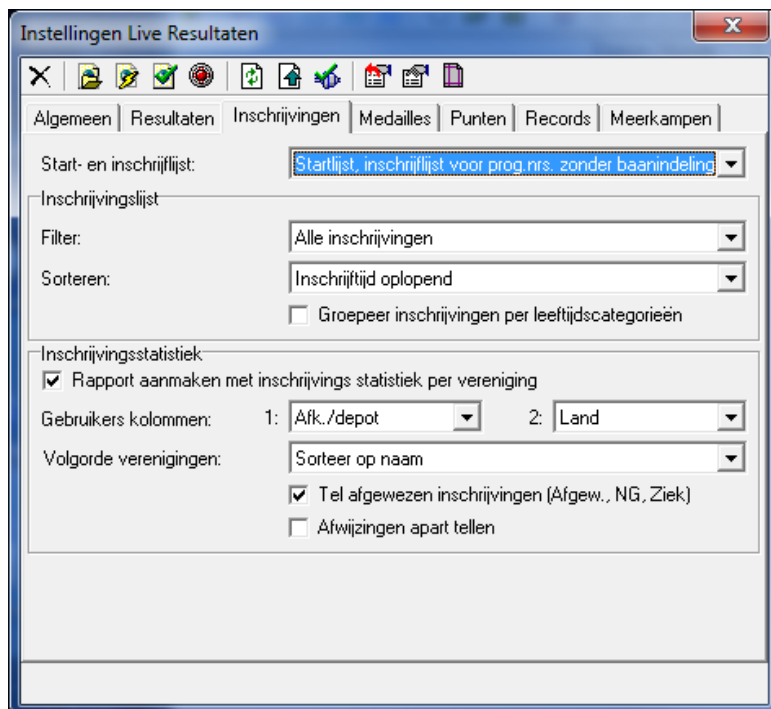 Instellingen Live Resultaten
Algemeen Resultaten Inschrijvingen Medailles Punten Records Meerkampen
Start- en inschrijflijst: Startlijst, inschrijflijst voor prog.nrs. zonder baanindeling
Inschrijvingslijst
Filter: Alle inschrijvingen
Sorteren: Inschrijftijd oplopend
Groepeer inschrijvingen per leeftijdscategorieën
Inschrijvingsstatistiek
Rapport aanmaken met inschrijvings statistiek per vereniging
Gebruikers kolommen: 1: Afk./depot 2: Land
Volgorde verenigingen: Sorteer op naam
Tel afgewezen inschrijvingen (Afgew., NG, Ziek)
Afwijzingen apart tellen